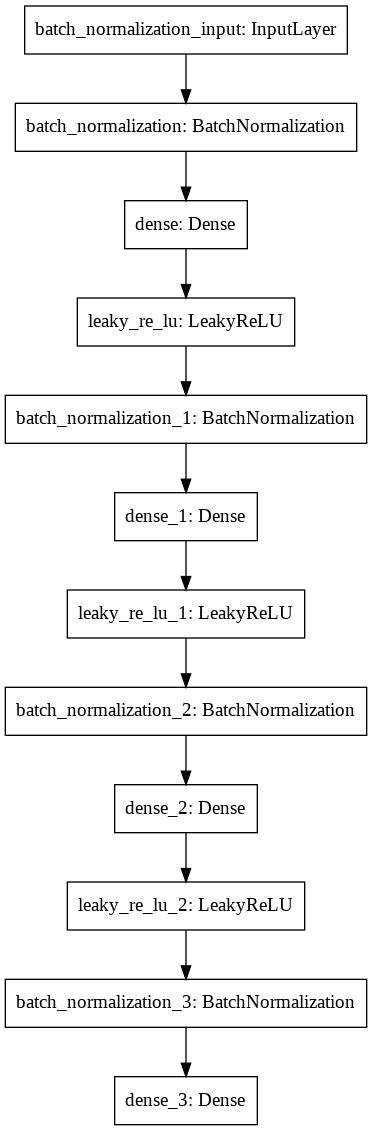 batch_normalization_input: InputLayer
batch_normalization: BatchNormalization
dense: Dense
leaky_re_lu: LeakyReLU
batch_normalization_1: BatchNormalization
dense_1: Dense
leaky_re_lu_1: LeakyReLU
batch_normalization_2: BatchNormalization
dense_2: Dense
leaky_re_lu_2: LeakyReLU
batch_normalization_3: BatchNormalization
dense_3: Dense